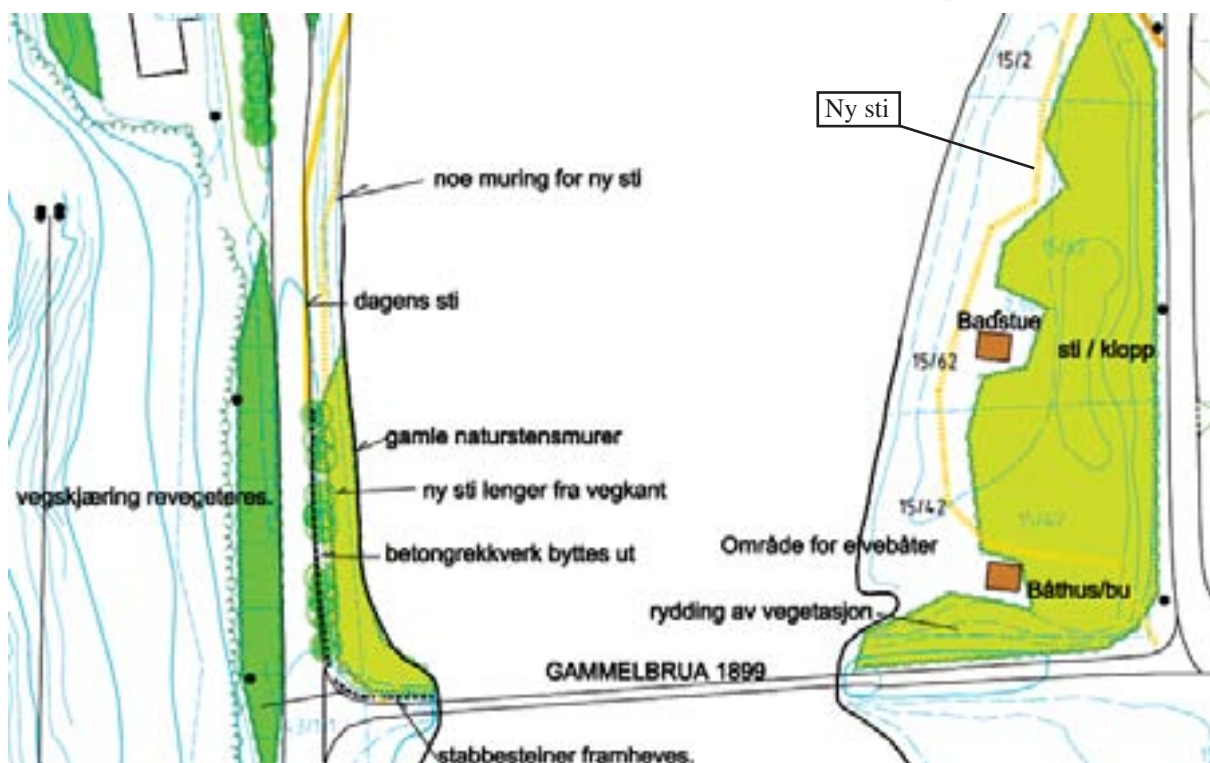 15/2
Ny sti
noe muring for ny sti
dagens sti
Badstue
sti / klopp
15/62
gamle naturstensmurer
ny sti lenger fra vegkant
vegskjæring revegeteres.
15/42
15/42
betongrekkverk byttes ut
Område for elvebåter
Båthus/bu
rydding av vegetasjon
GAMMELBRUA 1899
stabbesteiner framheves.